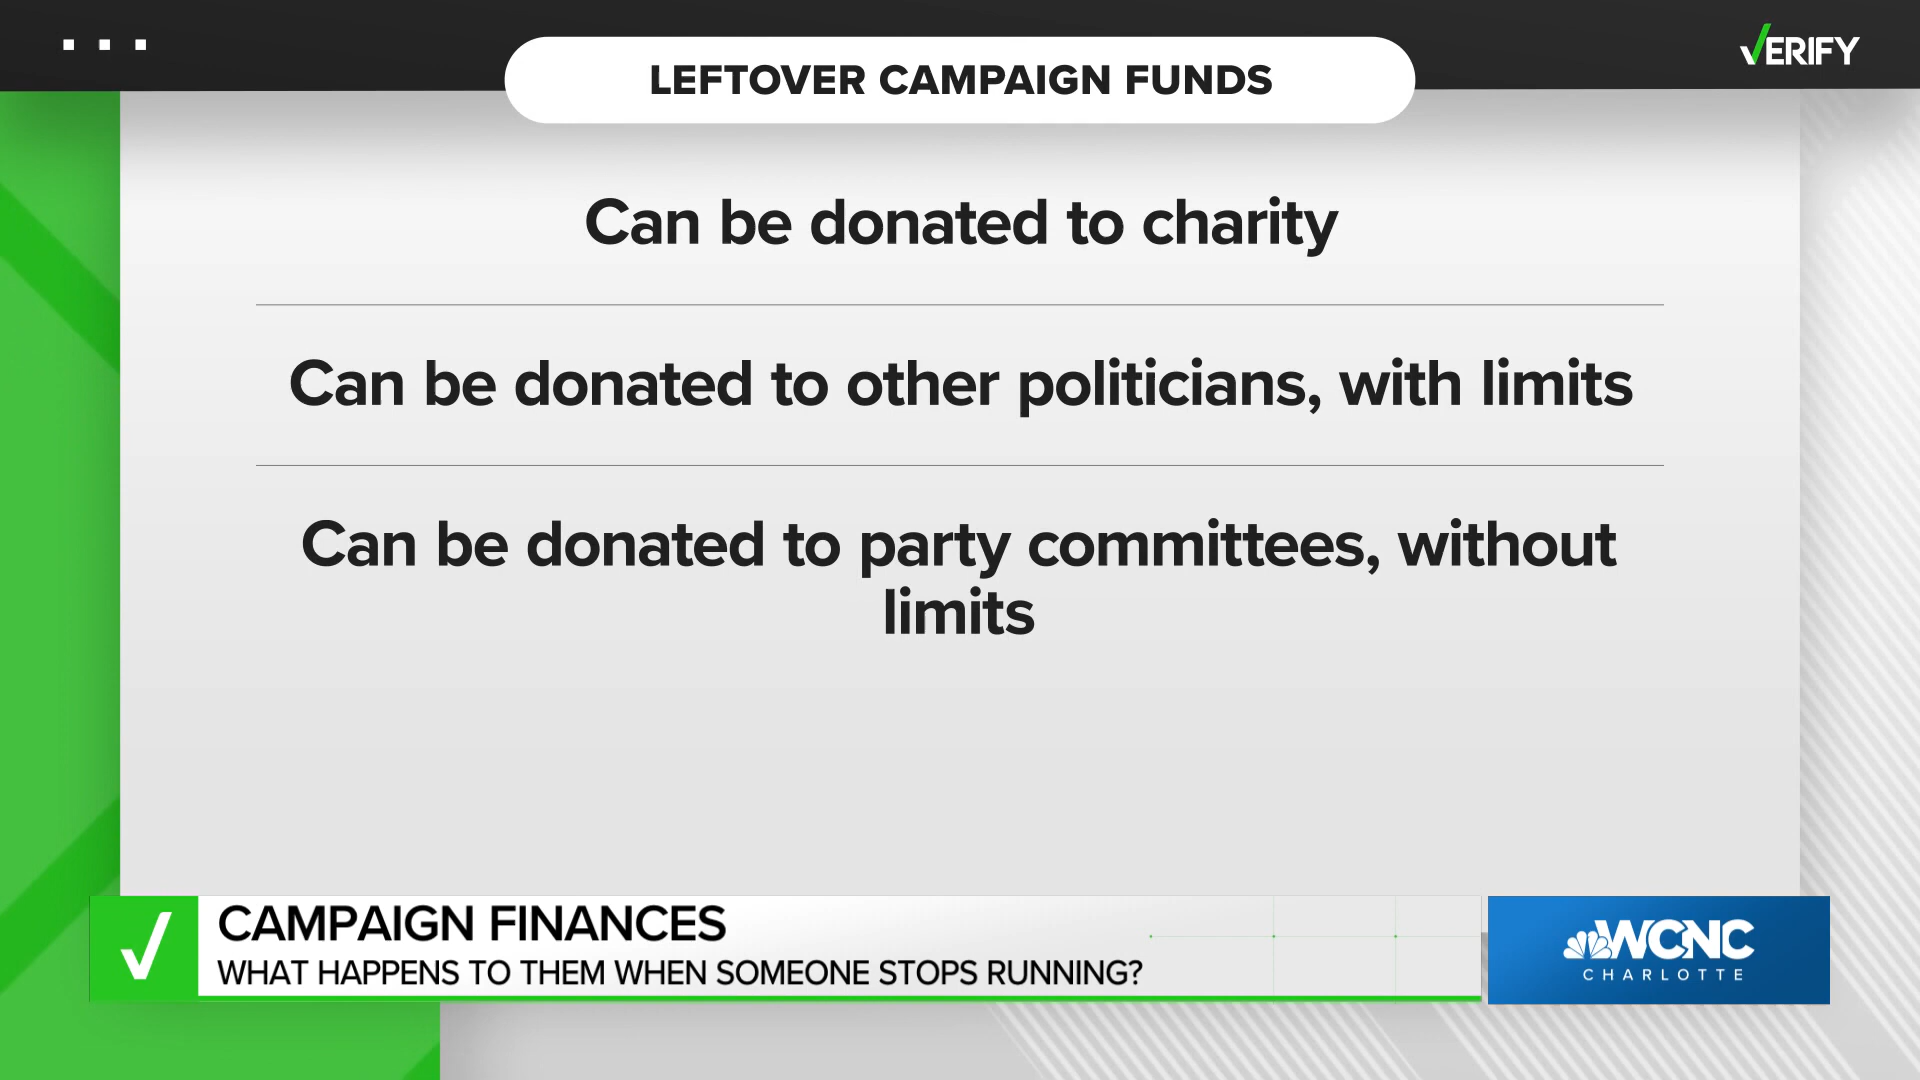 LEFTOVER CAMPAIGN FUNDS
VERIFY
Can be donated to charity
Can be donated to other politicians, with limits
Can be donated to party committees, without
limits
CAMPAIGN FINANCES
WHAT HAPPENS TO THEM WHEN SOMEONE STOPS RUNNING?
WCNC
CHARLOTTE